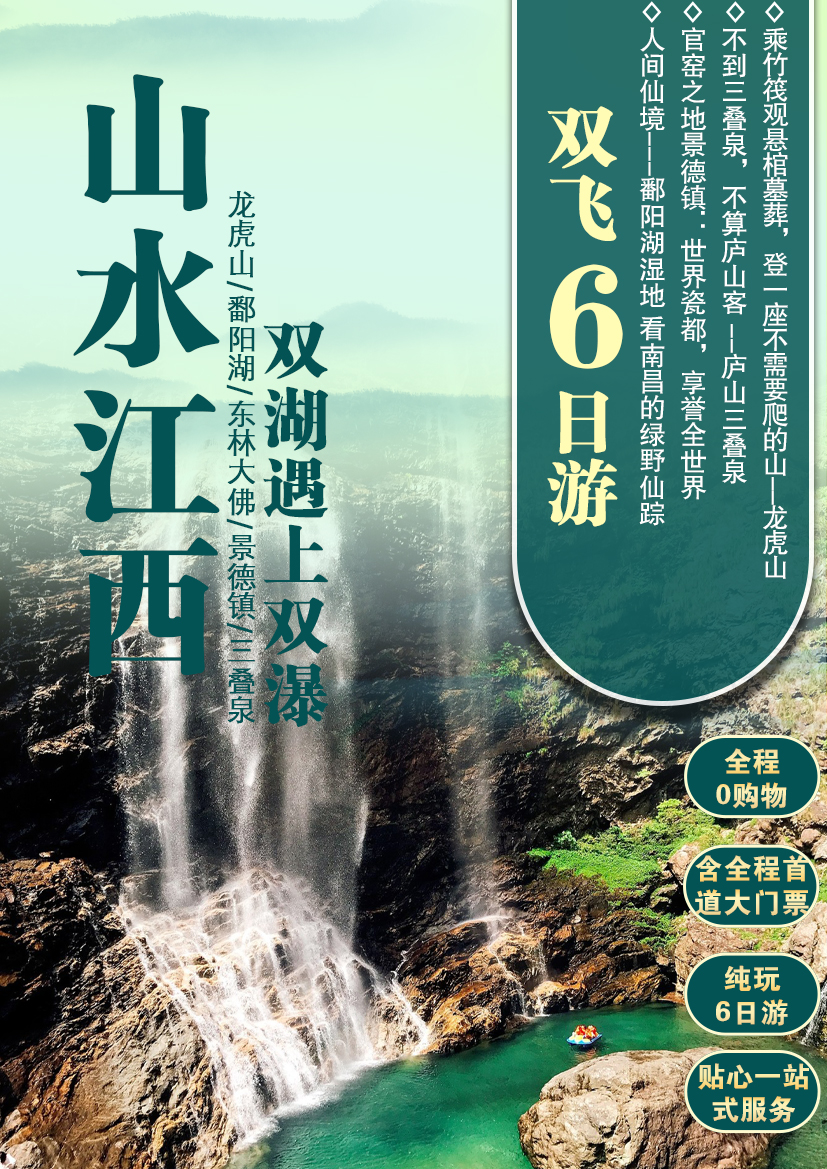 山水江西
龙虎山/鄱阳湖/东林大佛/景德镇/三叠泉
双湖遇上双瀑
双飞6日游
◇乘竹筏观悬棺墓葬，登一座不需要爬的山—龙虎山
◇不到三叠泉，不算庐山客—庐山三叠泉
◇官窑之地景德镇：世界瓷都，享誉全世界
◇人间仙境——鄱阳湖湿地 看南昌的绿野仙踪
全程
0购物
含全程首
道大门票
纯玩
6日游
贴心一站
式服务